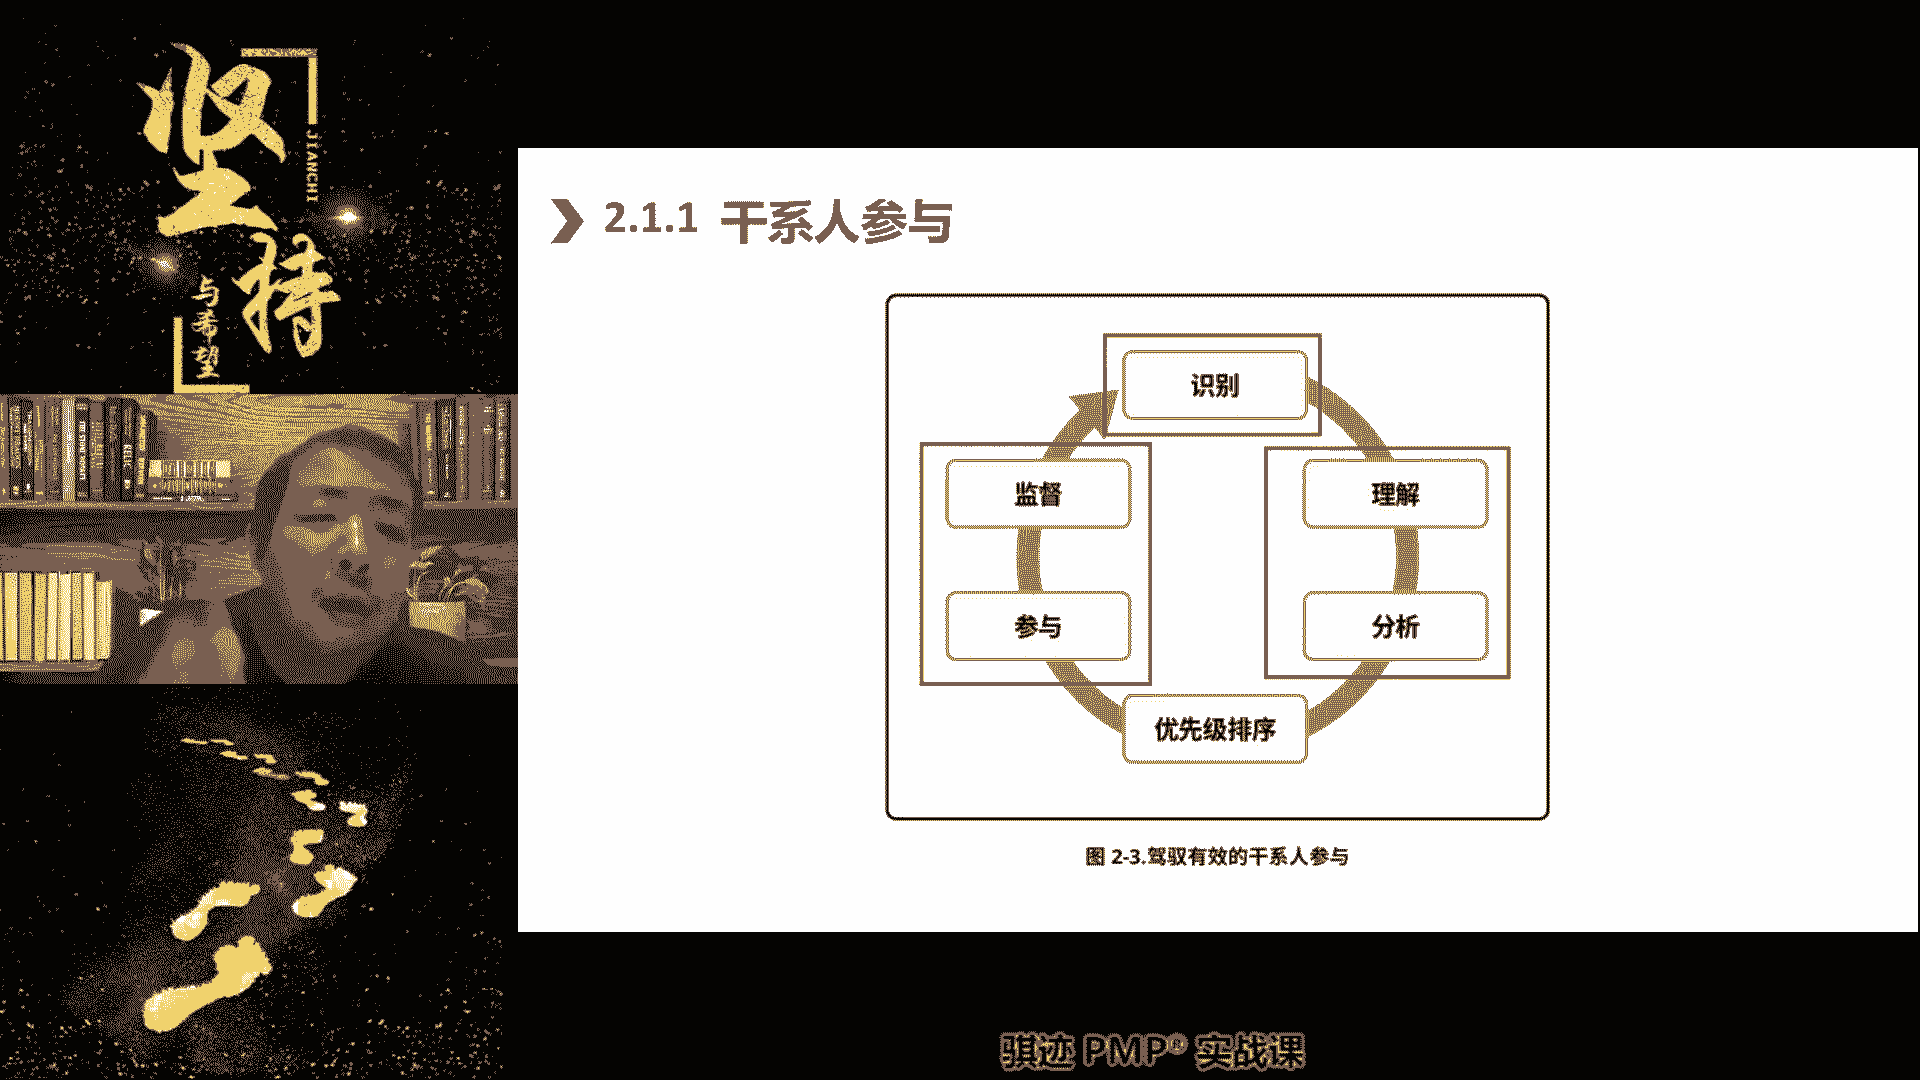 坚持
JIANCHI
与希望
2.1.1 干系人参与
识别
监督
理解
参与
分析
优先级排序
图 2-3.驾驭有效的干系人参与
骐迹 PMP® 实战课